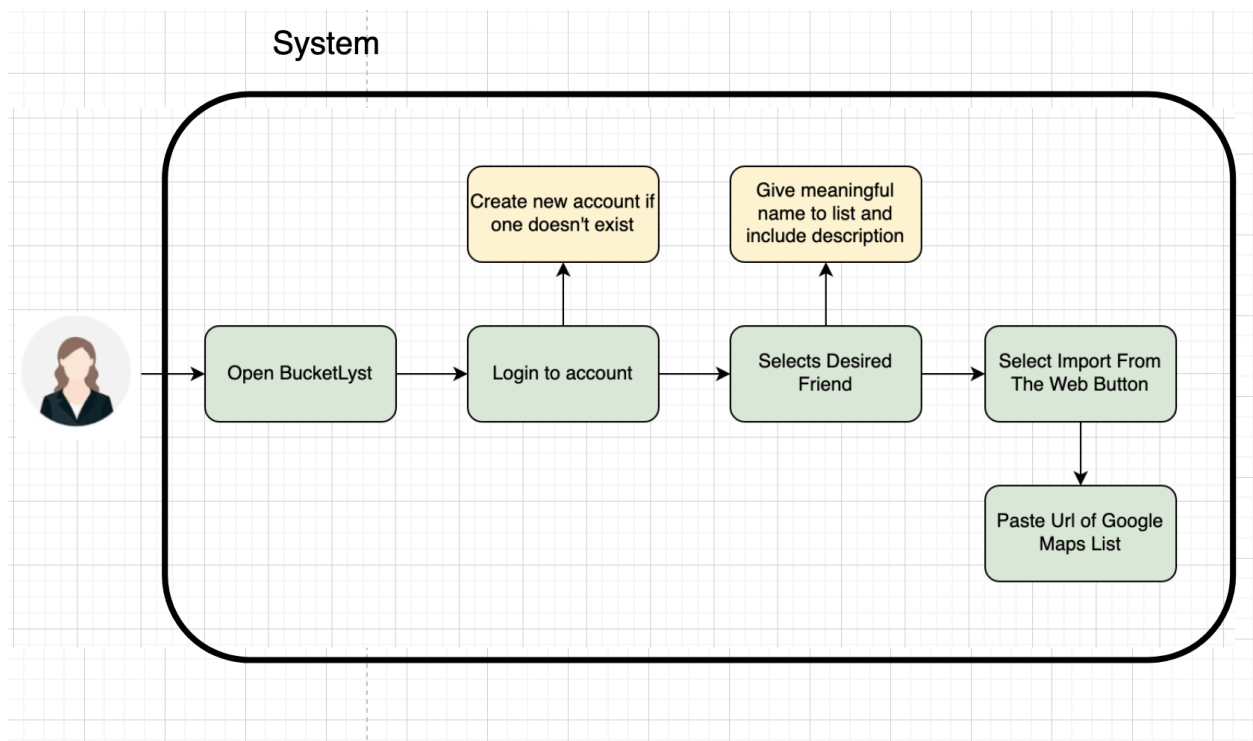 System
Create new account if
one doesn't exist
Give meaningful
name to list and
include description
Open BucketLyst
Login to account
Selects Desired
Friend
Select Import From
The Web Button
Paste Url of Google
Maps List